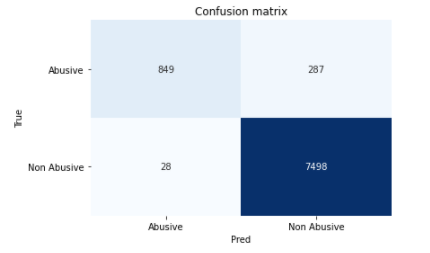 Confusion matrix
True
Abusive
849
287
Non Abusive
28
7498
Abusive
Non Abusive
Pred